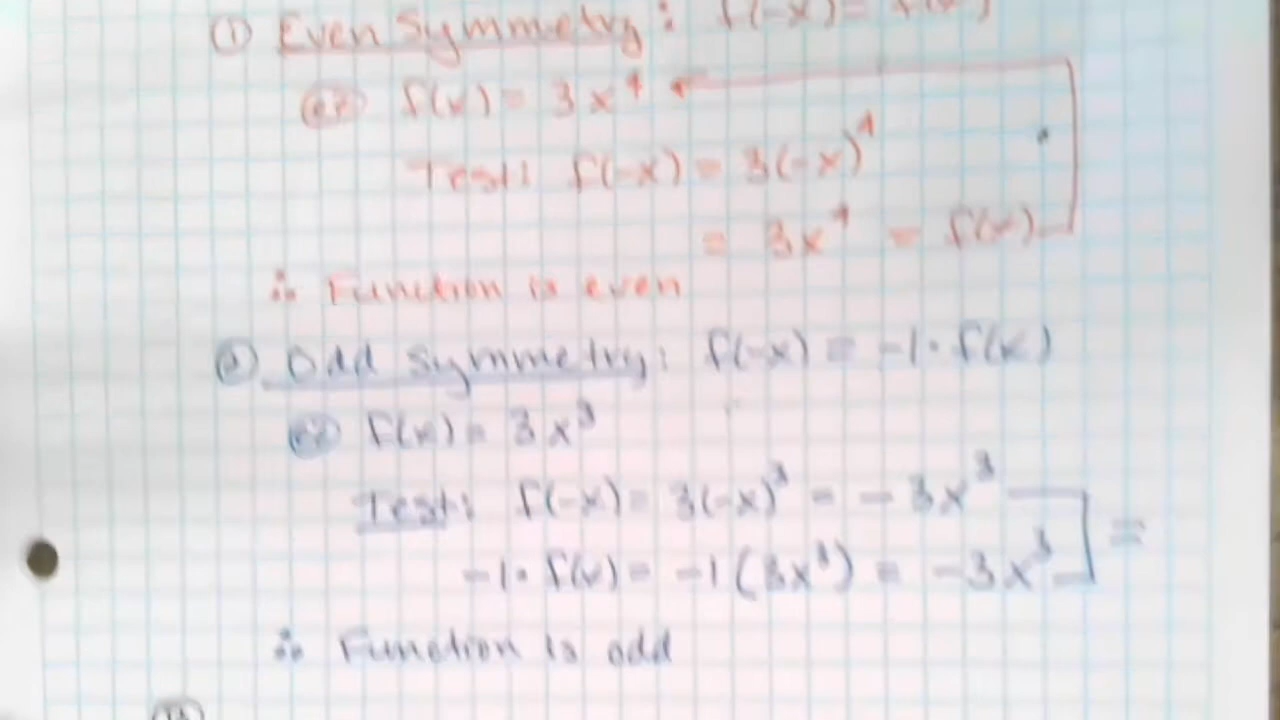 ① Even Symmetry: f(-x) = f(x)
ex f(x) = 3x⁴
Test: f(-x) = 3(-x)⁴
= 3x⁴ = f(x)
∴ Function is even
② Odd Symmetry: f(-x) = -1· f(x)
ex f(x) = 3x³
Test: f(-x) = 3(-x)³ = -3x³
=
-1· f(x) = -1(3x³) = -3x³
∴ Function is odd